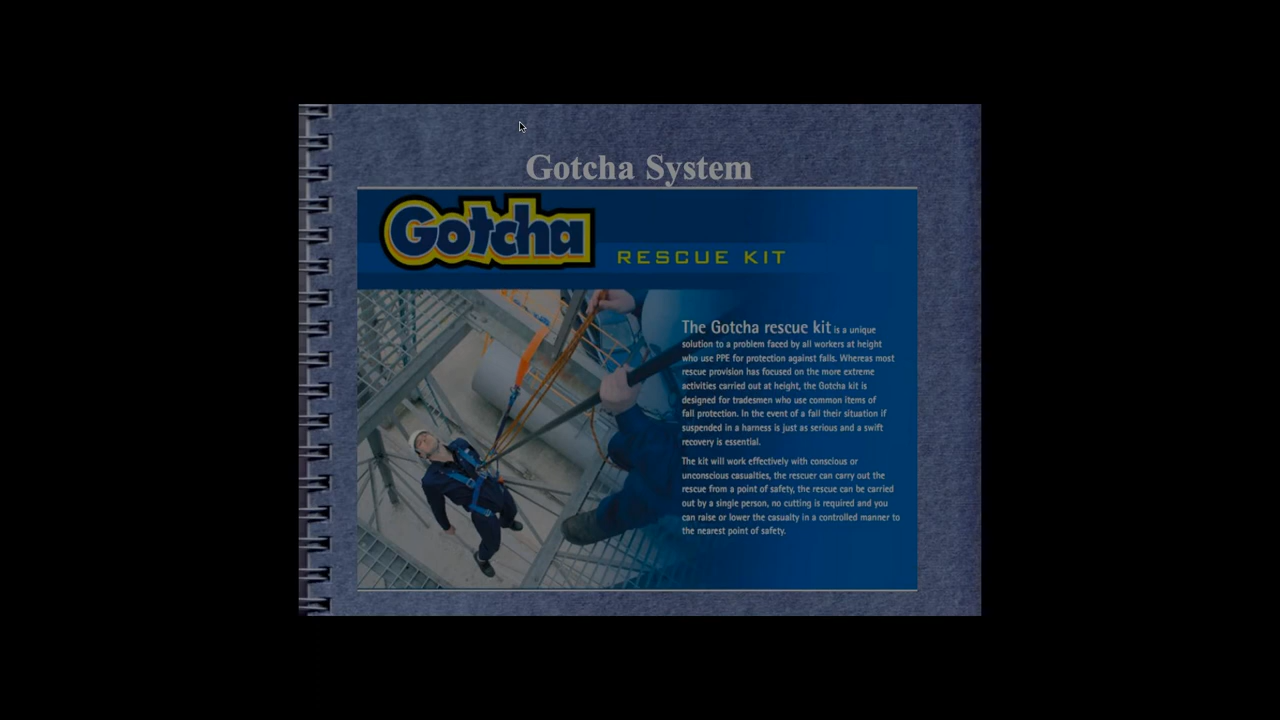 Gotcha System
Gotcha
RESCUE KIT
The Gotcha rescue kit is a unique
solution to a problem faced by all workers at height
who use PPE for protection against falls. Whereas most
rescue provision has focused on the more extreme
activities carried out at height, the Gotcha kit is
designed for tradesmen who use common items of
fall protection. In the event of a fall their situation if
suspended in a harness is just as serious and a swift
recovery is essential.
The kit will work effectively with conscious or
unconscious casualties, the rescuer can carry out the
rescue from a point of safety, the rescue can be carried
out by a single person, no cutting is required and you
can raise or lower the casualty in a controlled manner to
the nearest point of safety.